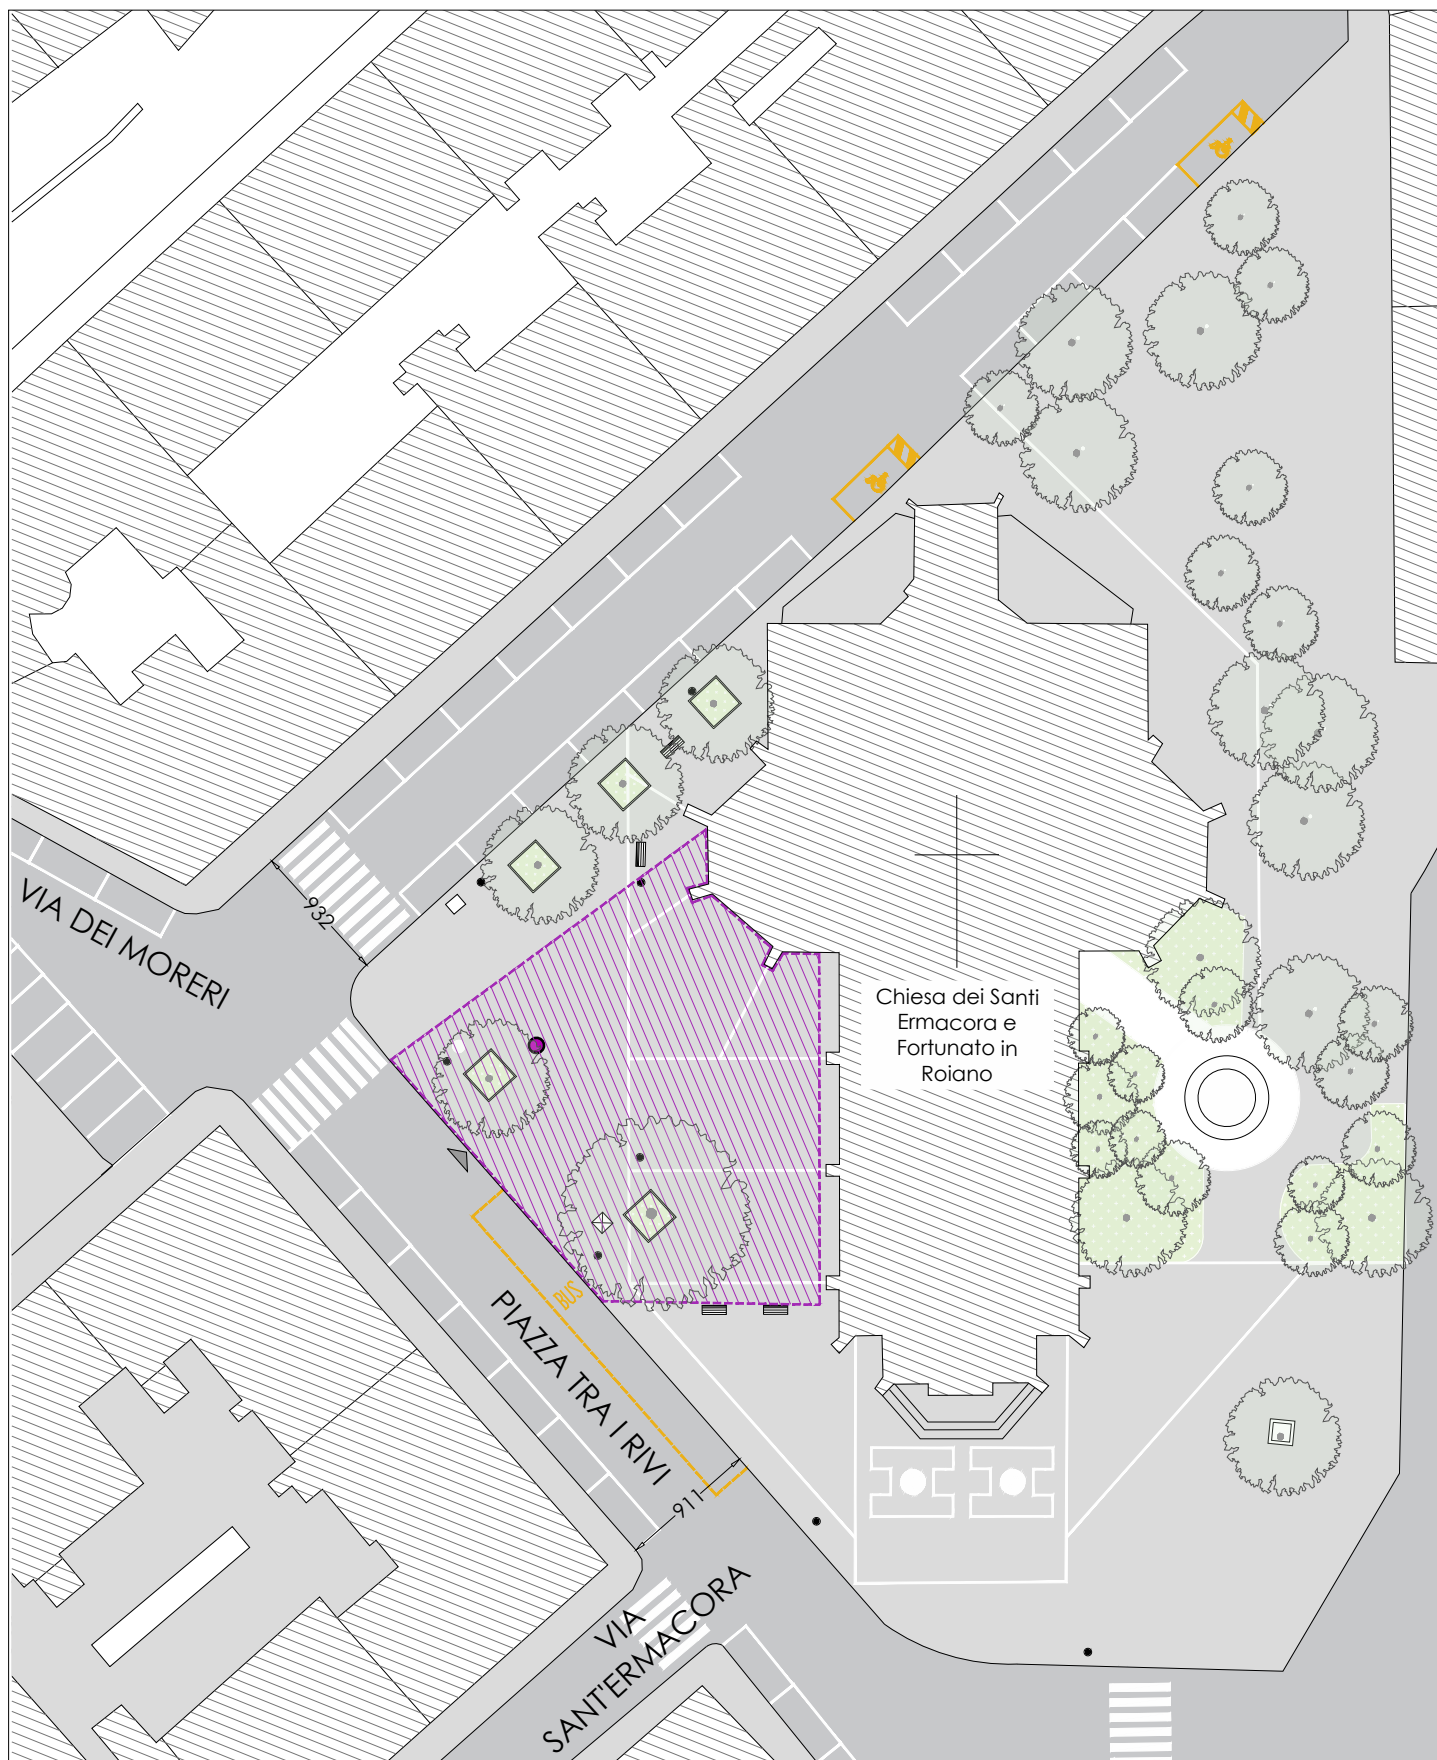 VIA DEI MORERI
932
Chiesa dei Santi
Ermacora e
Fortunato in
Roiano
BUS
PIAZZA TRA I RIVI
911
VIA
SANT'ERMACORA